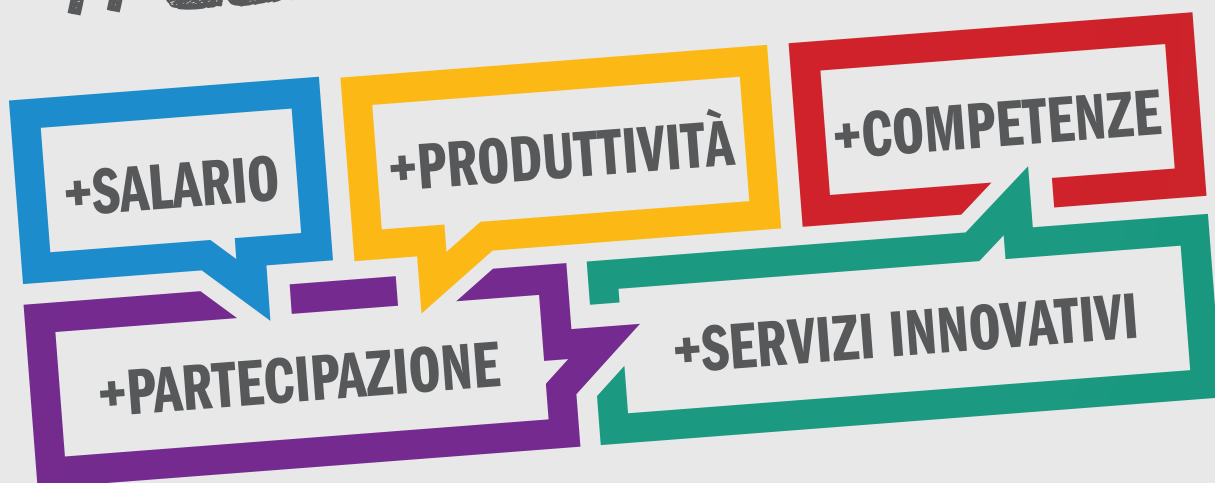 +SALARIO
+PRODUTTIVITÀ
+COMPETENZE
+PARTECIPAZIONE
+SERVIZI INNOVATIVI